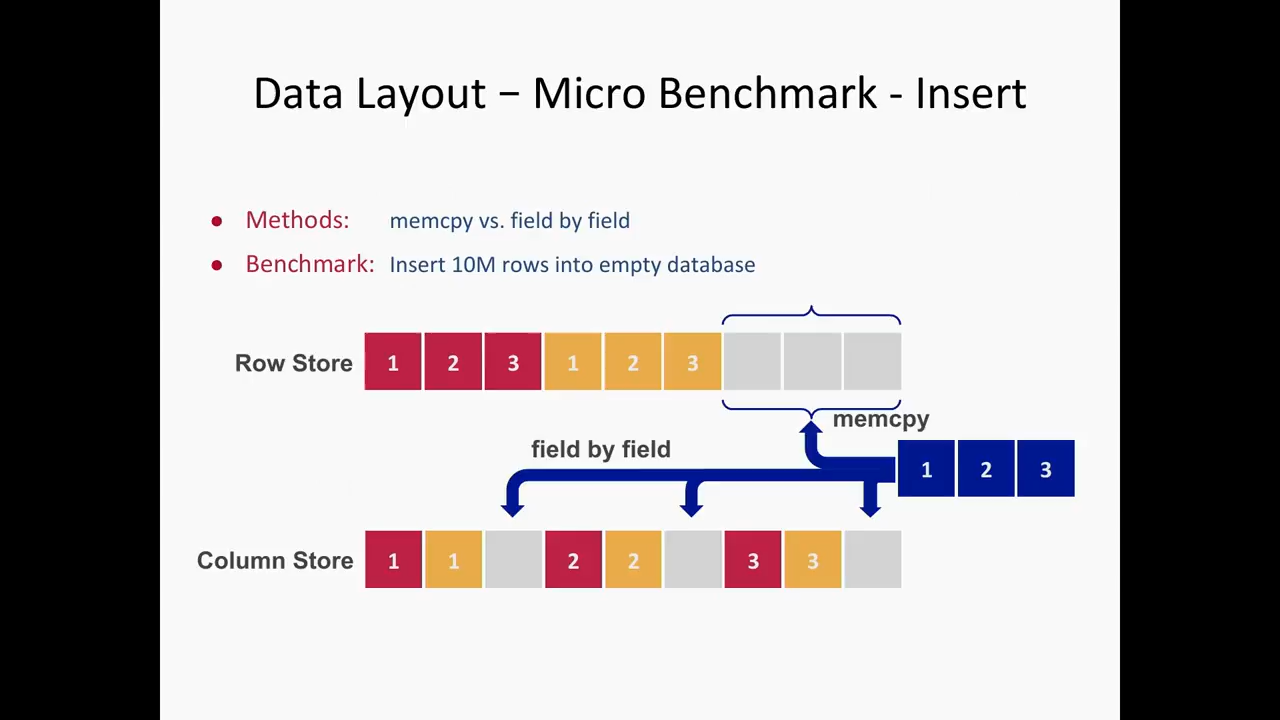 Data Layout – Micro Benchmark - Insert
● Methods: memcpy vs. field by field
● Benchmark: Insert 10M rows into empty database
Row Store 1 2 3 1 2 3
memcpy
field by field
1 2 3
Column Store 1 1 2 2 3 3